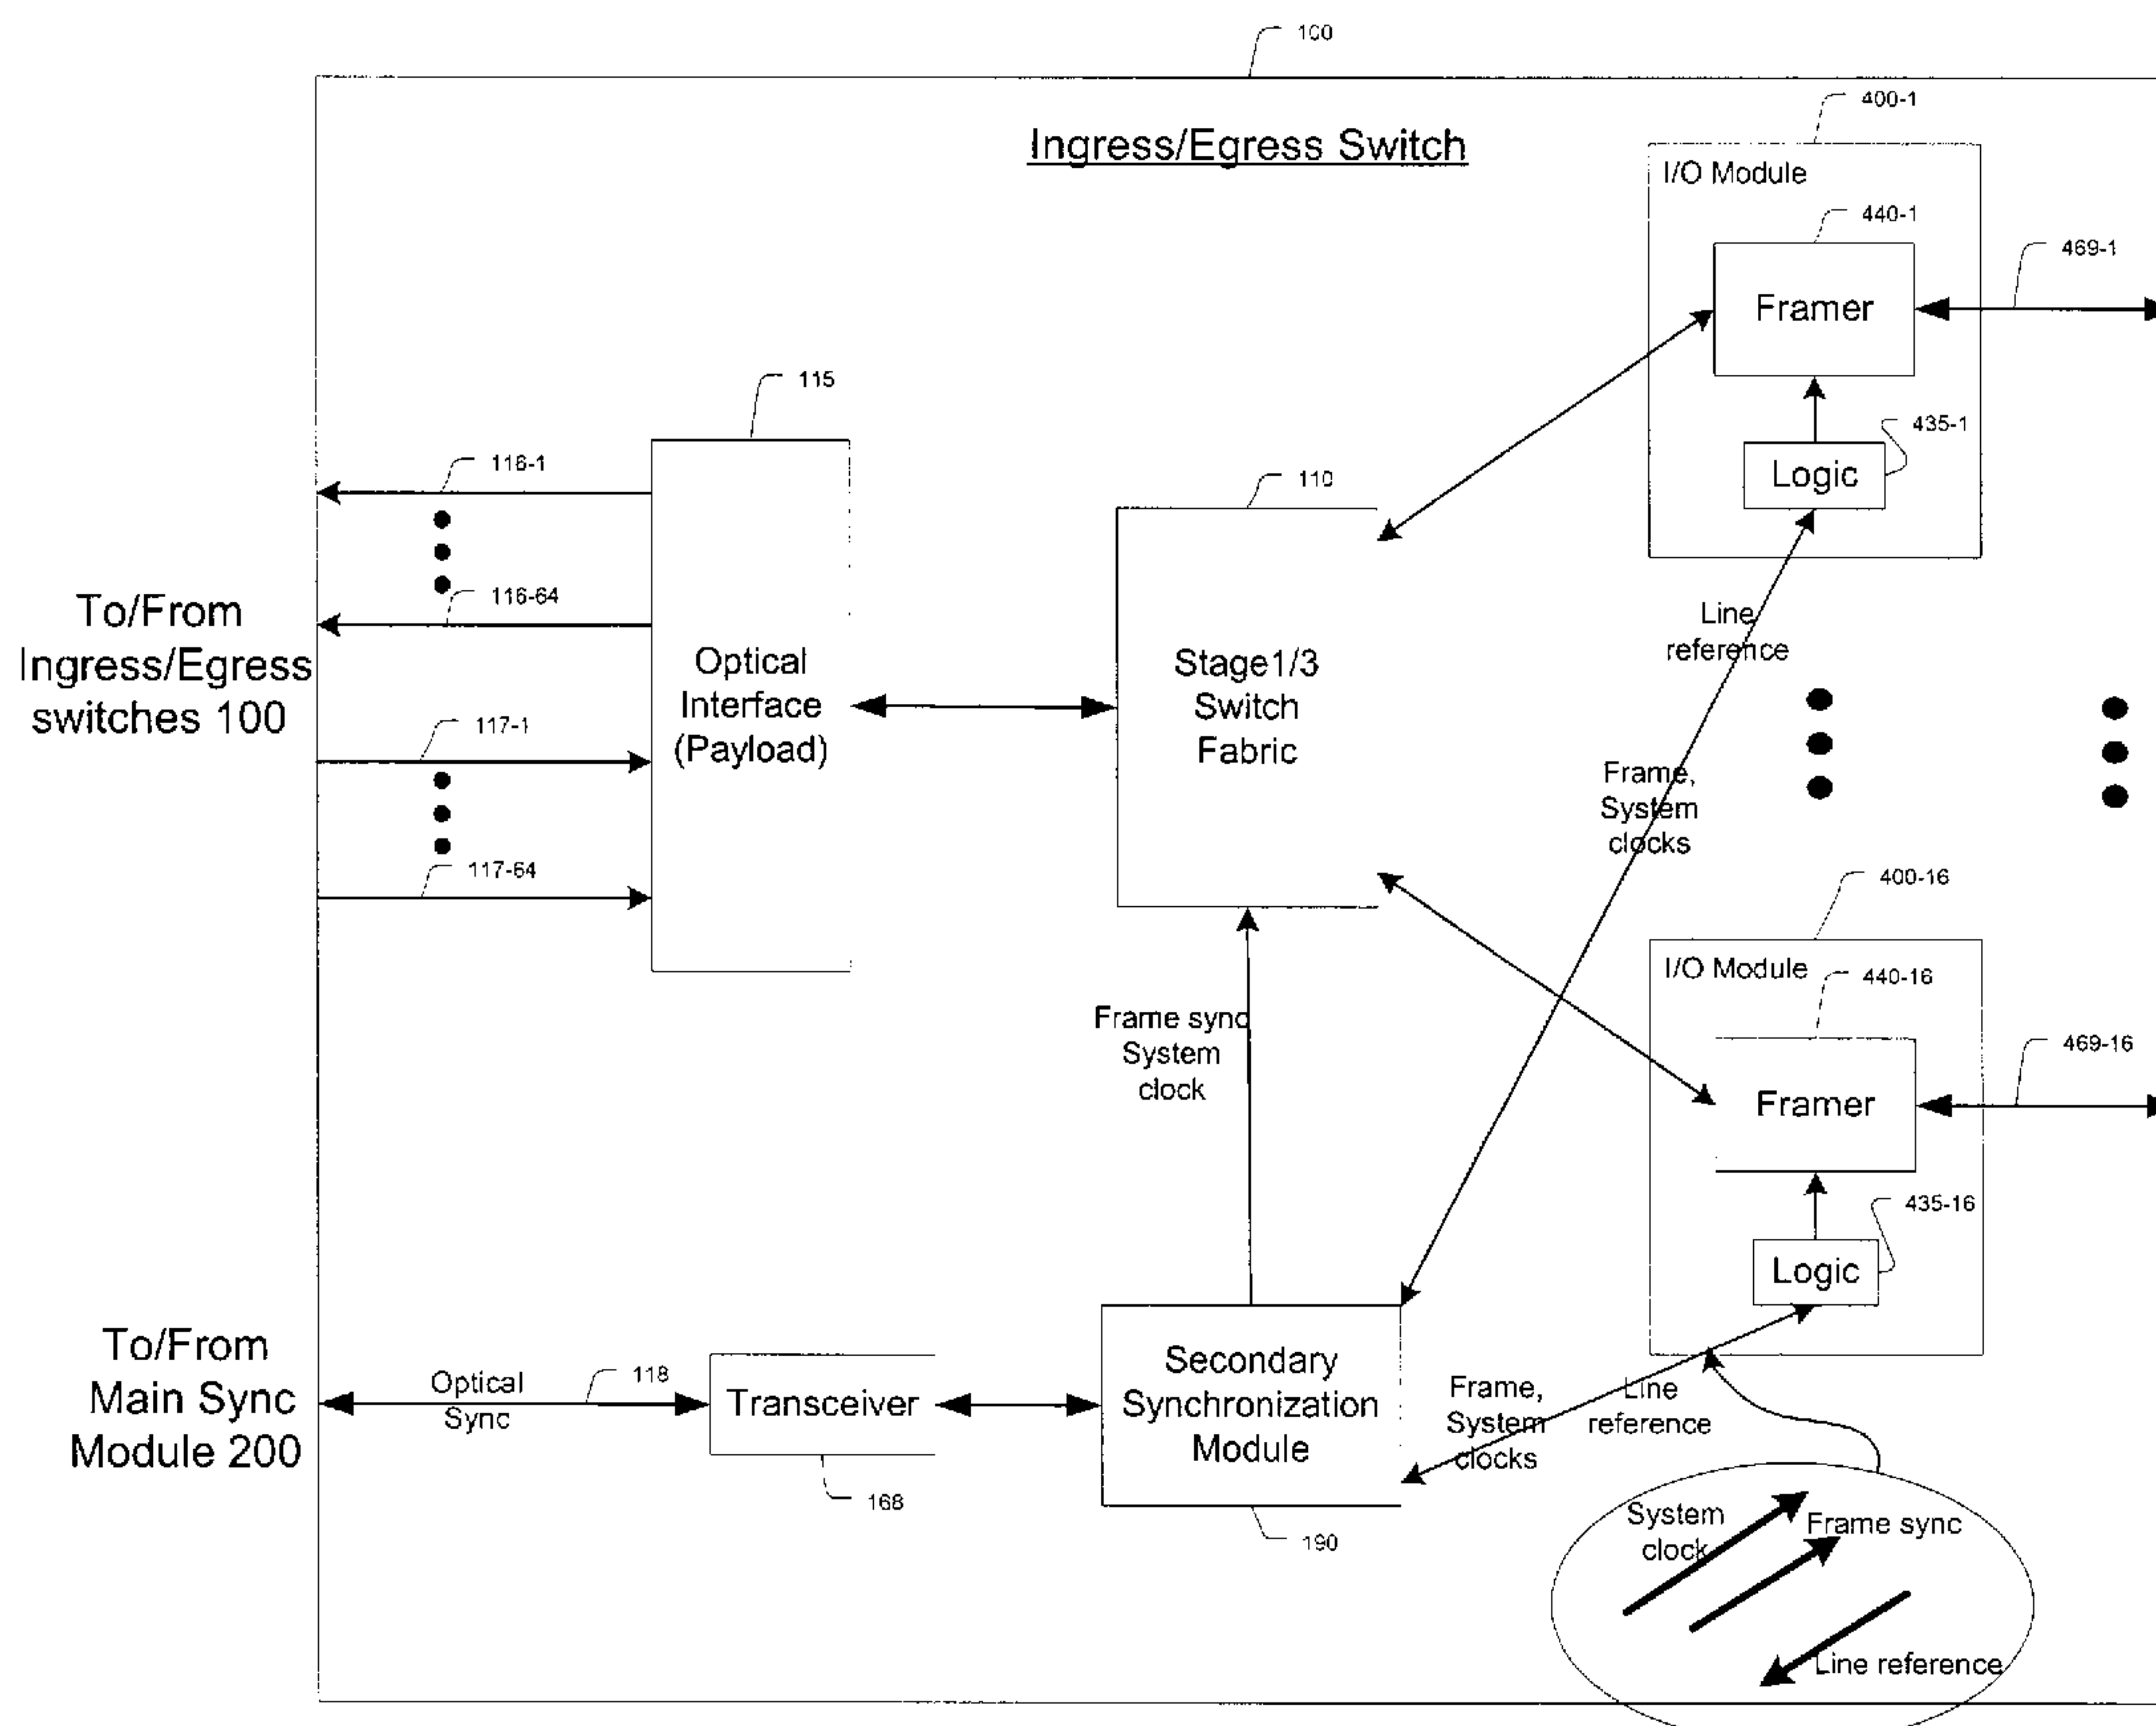 100
Ingress/Egress Switch
400-1
I/O Module
440-1
469-1
Framer
435-1
Logic
115
116-1
116-64
117-1
117-64
To/From
Ingress/Egress
switches 100
Optical
Interface
(Payload)
110
Stage1/3
Switch
Fabric
Line
reference
Frame,
System
clocks
400-16
I/O Module
440-16
469-16
Framer
435-16
Logic
Frame sync
System
clock
To/From
Main Sync
Module 200
Optical
Sync
118
Transceiver
168
Secondary
Synchronization
Module
190
Frame,
System
clocks
Line
reference
System
clock
Frame sync
Line reference